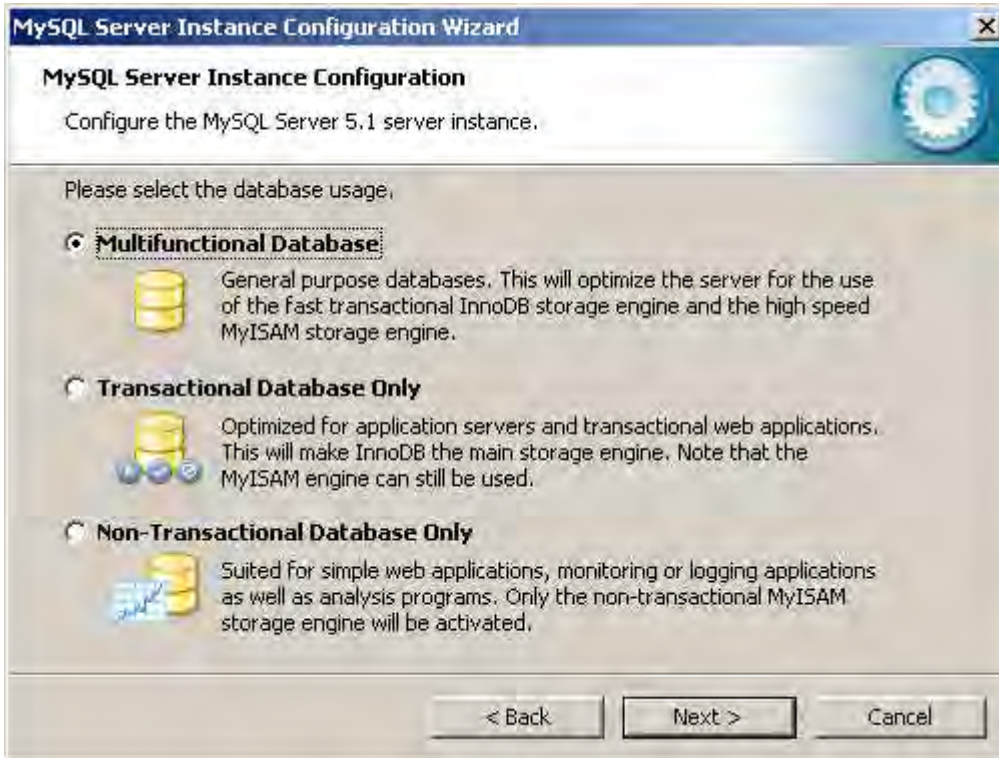 MySQL Server Instance Configuration Wizard
MySQL Server Instance Configuration
Configure the MySQL Server 5.1 server instance.
Please select the database usage.
Multifunctional Database
General purpose databases. This will optimize the server for the use
of the fast transactional InnoDB storage engine and the high speed
MyISAM storage engine.
Transactional Database Only
Optimized for application servers and transactional web applications.
This will make InnoDB the main storage engine. Note that the
MyISAM engine can still be used.
Non-Transactional Database Only
Suited for simple web applications, monitoring or logging applications
as well as analysis programs. Only the non-transactional MyISAM
storage engine will be activated.
< Back Next > Cancel